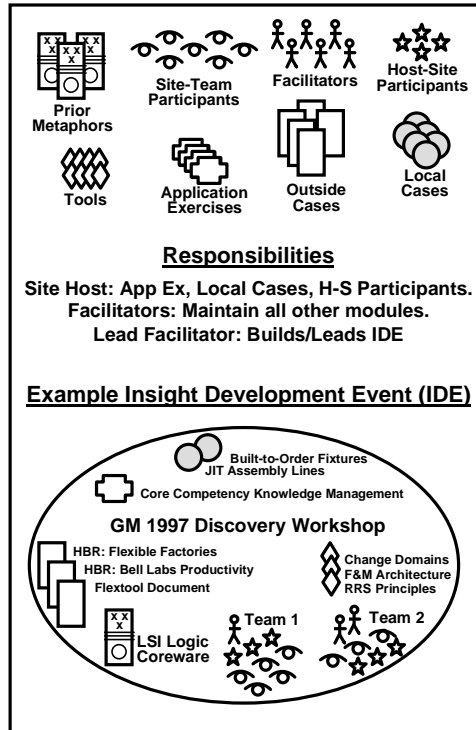 Prior
Metaphors
Site-Team
Participants
Facilitators
Host-Site
Participants
Tools
Application
Exercises
Outside
Cases
Local
Cases
Responsibilities
Site Host: App Ex, Local Cases, H-S Participants.
Facilitators: Maintain all other modules.
Lead Facilitator: Builds/Leads IDE
Example Insight Development Event (IDE)
Built-to-Order Fixtures
JIT Assembly Lines
Core Competency Knowledge Management
GM 1997 Discovery Workshop
HBR: Flexible Factories
HBR: Bell Labs Productivity
Flextool Document
Change Domains
F&M Architecture
RRS Principles
LSI Logic
Coreware
Team 1
Team 2